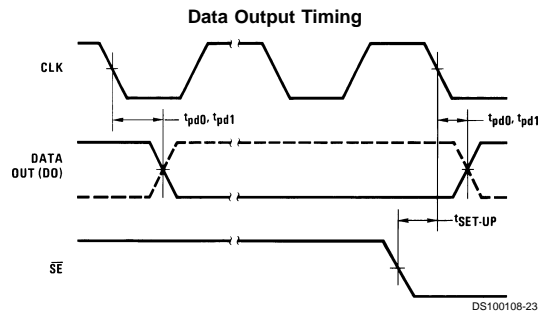 Data Output Timing
CLK
tpd0, tpd1
tpd0, tpd1
DATA
OUT (DO)
tSET-UP
SE
DS100108-23